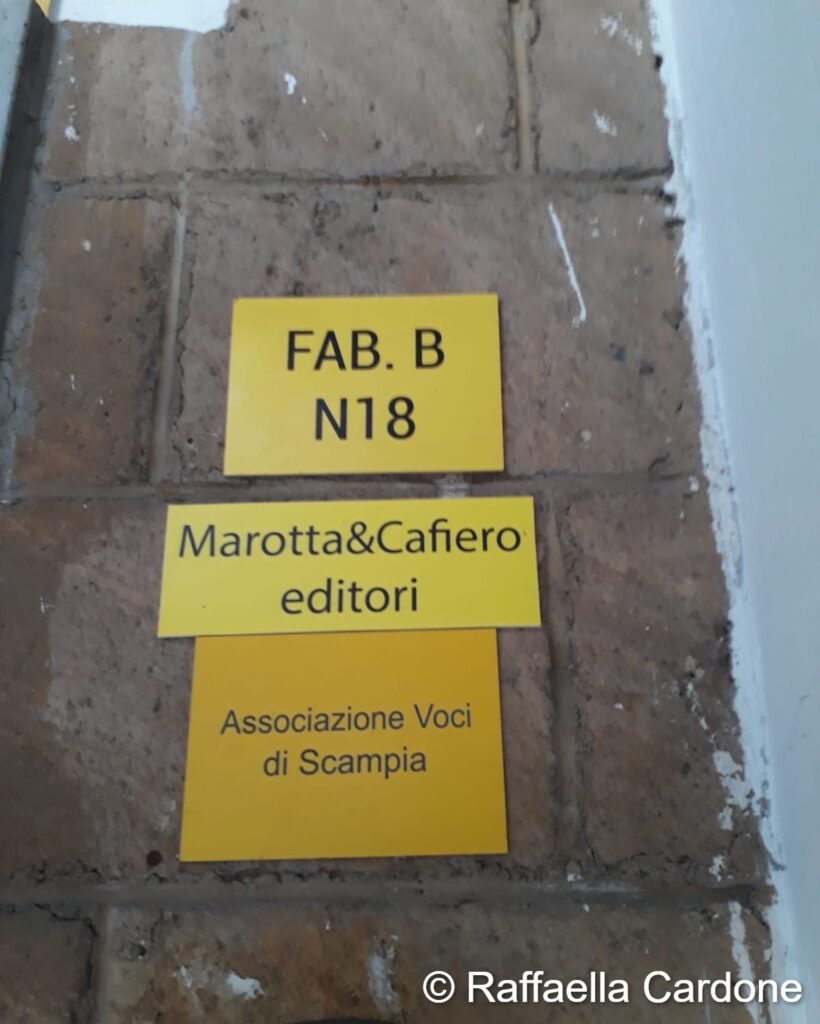 FAB. B
N18
Marotta&Cafiero
editori
Associazione Voci
di Scampia
© Raffaella Cardone